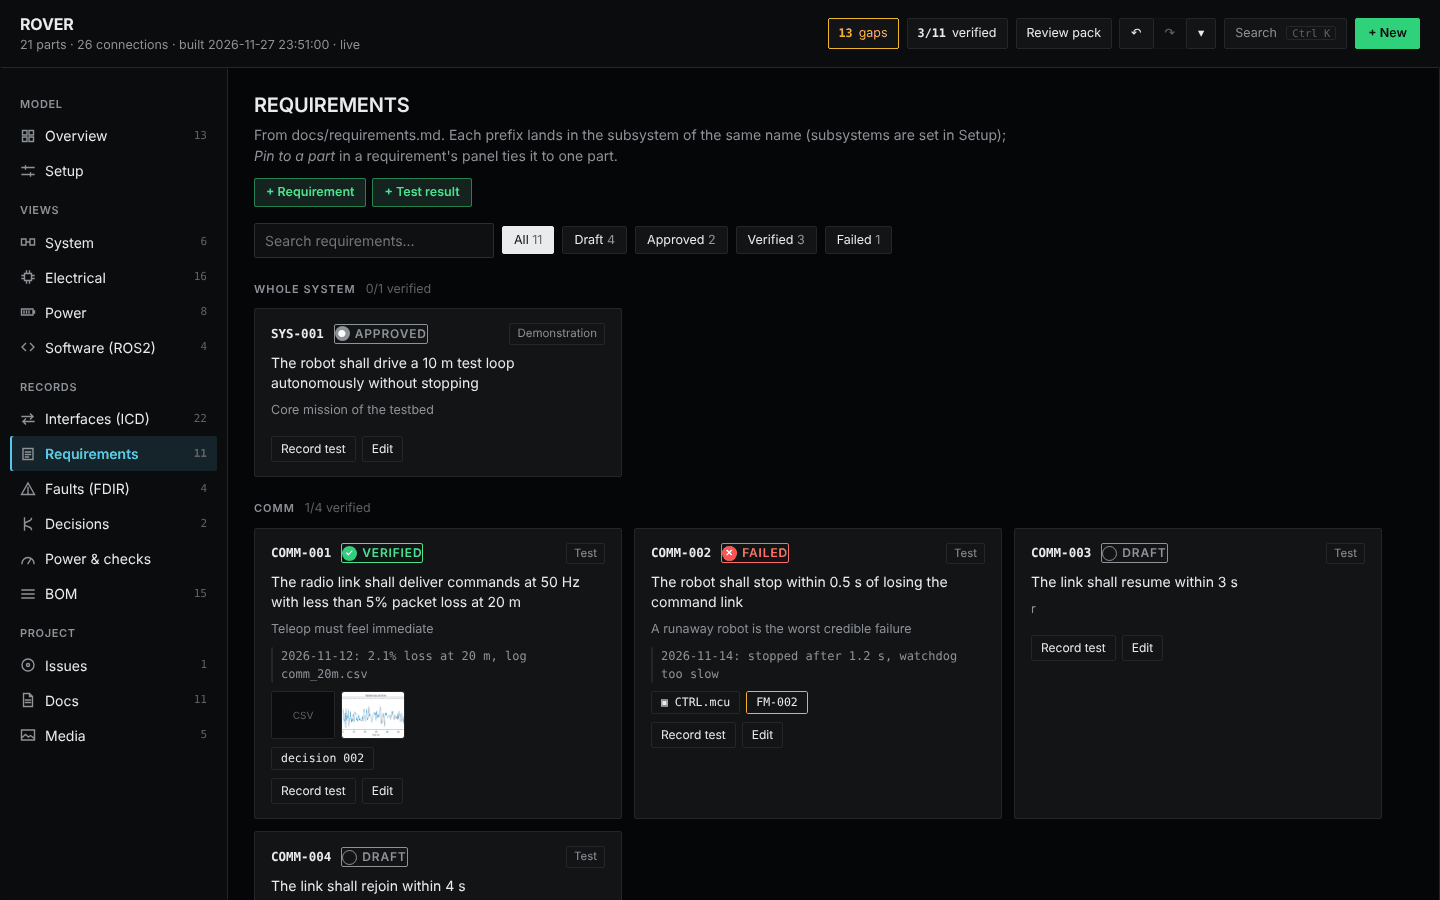 ROVER
21 parts · 26 connections · built 2026-11-27 23:51:00 · live
13 gaps
3/11 verified
Review pack
↶
↷
▾
Search Ctrl K
+ New
MODEL
Overview 13
Setup
VIEWS
System 6
Electrical 16
Power 8
Software (ROS2) 4
RECORDS
Interfaces (ICD) 22
Requirements 11
Faults (FDIR) 4
Decisions 2
Power & checks
BOM 15
PROJECT
Issues 1
Docs 11
Media 5
REQUIREMENTS
From docs/requirements.md. Each prefix lands in the subsystem of the same name (subsystems are set in Setup);
Pin to a part in a requirement's panel ties it to one part.
+ Requirement
+ Test result
Search requirements...
All 11
Draft 4
Approved 2
Verified 3
Failed 1
WHOLE SYSTEM 0/1 verified
SYS-001 APPROVED Demonstration
The robot shall drive a 10 m test loop
autonomously without stopping
Core mission of the testbed
Record test
Edit
COMM 1/4 verified
COMM-001 VERIFIED Test
The radio link shall deliver commands at 50 Hz
with less than 5% packet loss at 20 m
Teleop must feel immediate
2026-11-12: 2.1% loss at 20 m, log
comm_20m.csv
CSV
decision 002
Record test
Edit
COMM-002 FAILED Test
The robot shall stop within 0.5 s of losing the
command link
A runaway robot is the worst credible failure
2026-11-14: stopped after 1.2 s, watchdog
too slow
▣ CTRL.mcu
FM-002
Record test
Edit
COMM-003 DRAFT Test
The link shall resume within 3 s
r
Record test
Edit
COMM-004 DRAFT Test
The link shall rejoin within 4 s